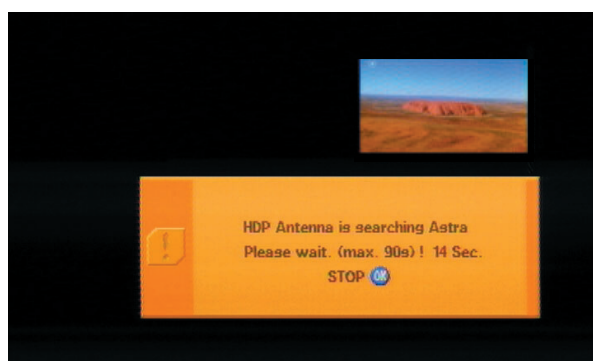 HDP Antenna is searching Astra
Please wait. (max. 90s) ! 14 Sec.
STOP OK
!